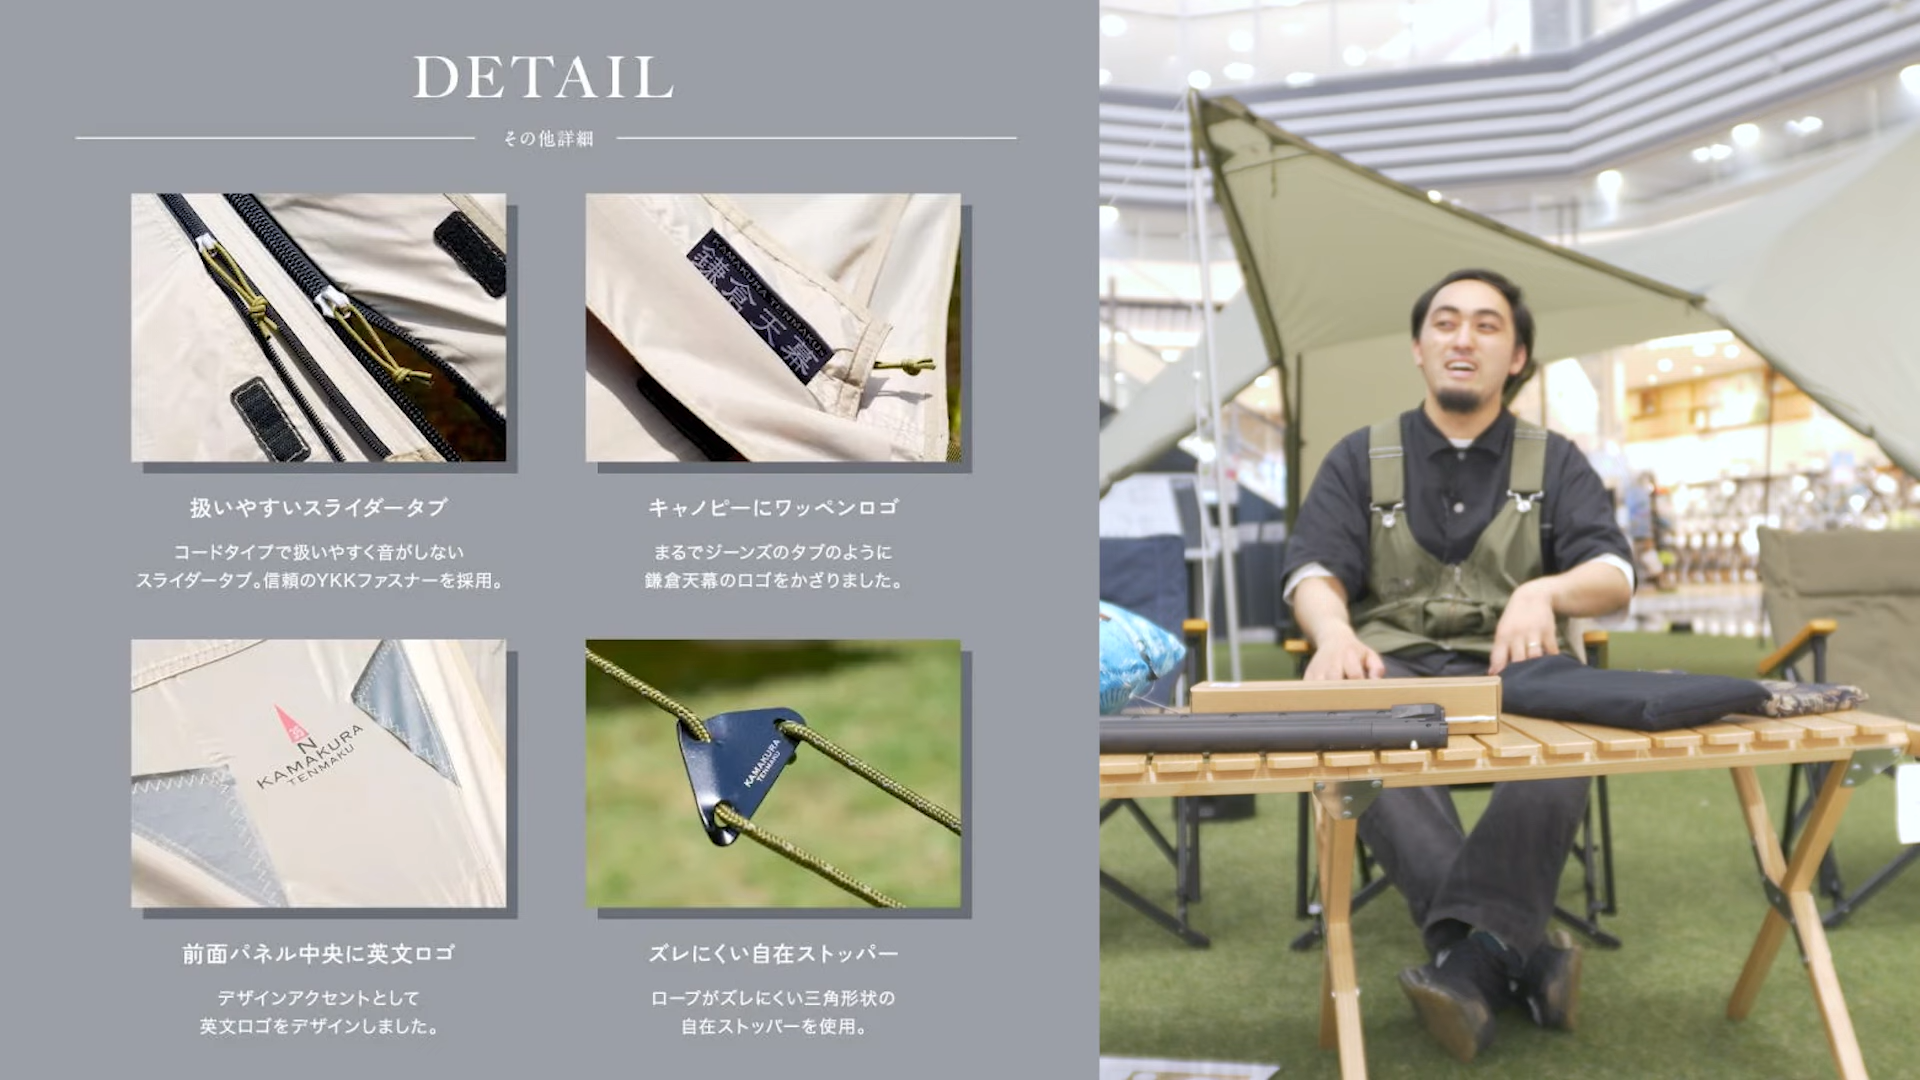 DETAIL
その他詳細
KAMAKURA TENMAKU
鎌倉天幕
扱いやすいスライダータブ
コードタイプで扱いやすく音がしない
スライダータブ。信頼のYKKファスナーを採用。
キャノピーにワッペンロゴ
まるでジーンズのタブのように
鎌倉天幕のロゴをかざりました。
N
KAMAKURA
TENMAKU
KAMAKURA
TENMAKU
前面パネル中央に英文ロゴ
デザインアクセントとして
英文ロゴをデザインしました。
ズレにくい自在ストッパー
ロープがズレにくい三角形状の
自在ストッパーを使用。